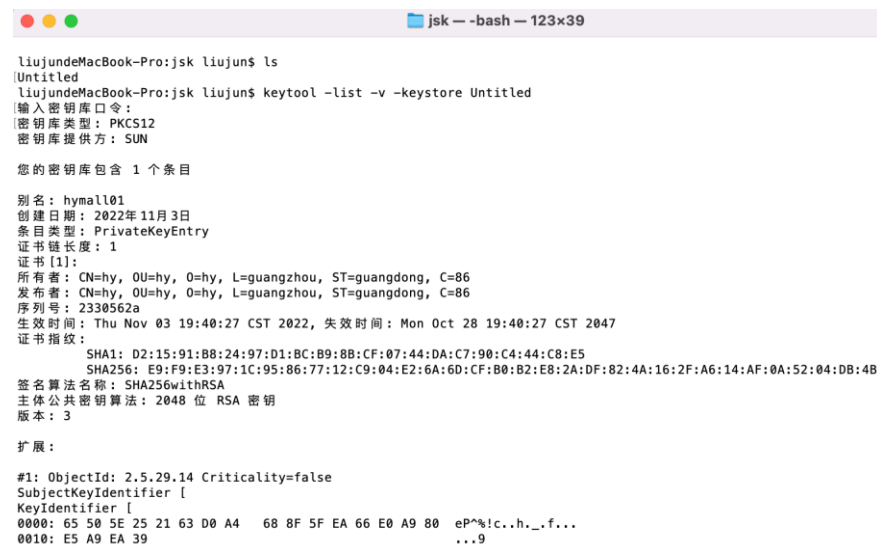 jsk — -bash — 123×39
liujundeMacBook-Pro:jsk liujun$ ls
[Untitled
liujundeMacBook-Pro:jsk liujun$ keytool -list -v -keystore Untitled
[输入密钥库口令:
[密钥库类型: PKCS12
密钥库提供方: SUN
您的密钥库包含 1 个条目
别名: hymall01
创建日期: 2022年11月3日
条目类型: PrivateKeyEntry
证书链长度: 1
证书[1]:
所有者: CN=hy, OU=hy, O=hy, L=guangzhou, ST=guangdong, C=86
发布者: CN=hy, OU=hy, O=hy, L=guangzhou, ST=guangdong, C=86
序列号: 2330562a
生效时间: Thu Nov 03 19:40:27 CST 2022, 失效时间: Mon Oct 28 19:40:27 CST 2047
证书指纹:
SHA1: D2:15:91:B8:24:97:D1:BC:B9:8B:CF:07:44:DA:C7:90:C4:44:C8:E5
SHA256: E9:F9:E3:97:1C:95:86:77:12:C9:04:E2:6A:6D:CF:B0:B2:E8:2A:DF:82:4A:16:2F:A6:14:AF:0A:52:04:DB:4B
签名算法名称: SHA256withRSA
主体公共密钥算法: 2048 位 RSA 密钥
版本: 3
扩展:
#1: ObjectId: 2.5.29.14 Criticality=false
SubjectKeyIdentifier [
KeyIdentifier [
0000: 65 50 5E 25 21 63 D0 A4   68 8F 5F EA 66 E0 A9 80  eP^%!c..h._.f...
0010: E5 A9 EA 39                                        ...9